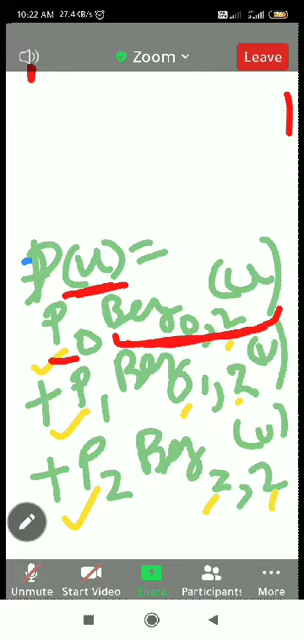 10:22 AM 27.4 KB/s
Zoom
Leave
P(u) =
P0 Bez0,2 (u)
+ P1 Bez1,2 (u)
+ P2 Bez2,2 (u)
Unmute Start Video Share Participants More